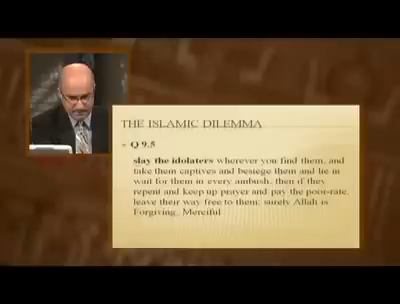 THE ISLAMIC DILEMMA
Q 9.5
slay the idolaters wherever you find them, and
take them captives and besiege them and lie in
wait for them in every ambush, then if they
repent and keep up prayer and pay the poor-rate,
leave their way free to them; surely Allah is
Forgiving, Merciful